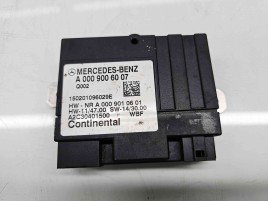 MERCEDES-BENZ
A 000 900 60 07
Q002
150201096029E
HW - NR A 000 901 06 01
HW-11/47.00 SW-14/30.00
A2C30401500 WBF
Continental